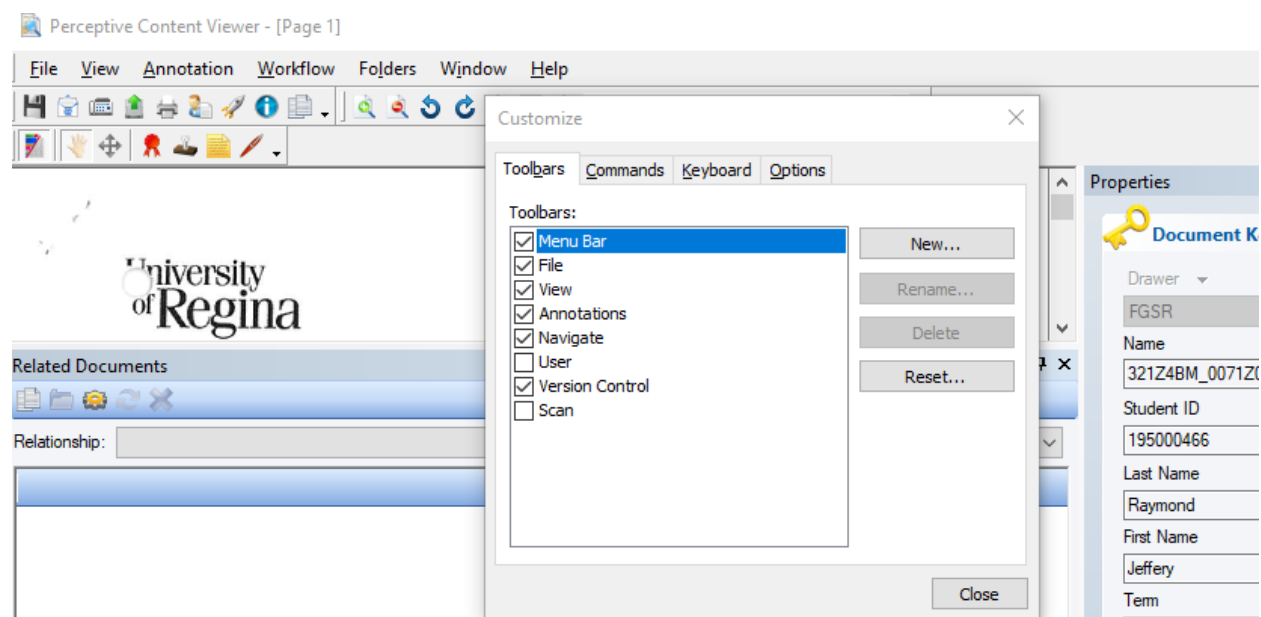 Perceptive Content Viewer - [Page 1]
File View Annotation Workflow Folders Window Help
Customize
Toolbars Commands Keyboard Options
Toolbars:
Menu Bar
File
View
Annotations
Navigate
User
Version Control
Scan
New...
Rename...
Delete
Reset...
Close
University
of Regina
Related Documents
Relationship:
Properties
Document K
Drawer
FGSR
Name
321Z4BM_0071Z0
Student ID
195000466
Last Name
Raymond
First Name
Jeffery
Term